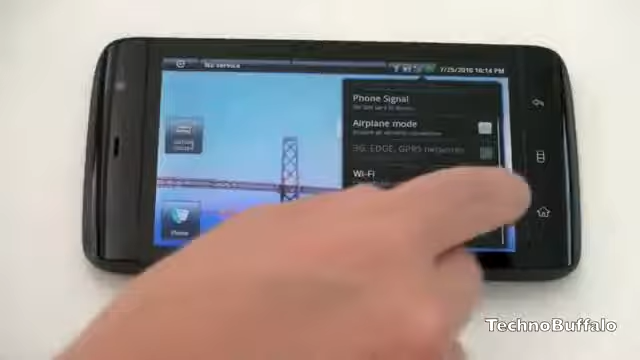 No service
7/25/2010 10:14 PM
Phone Signal
Airplane mode
3G, EDGE, GPRS networks
Wi-Fi
Phone
TechnoBuffalo